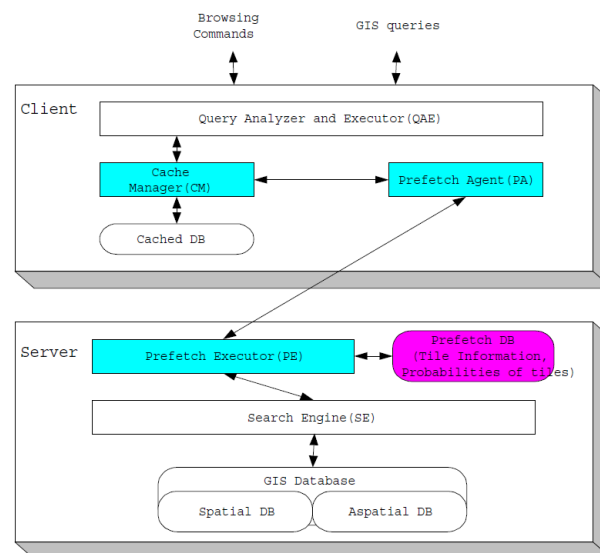 Browsing
Commands
GIS queries
Client
Query Analyzer and Executor(QAE)
Cache
Manager(CM)
Prefetch Agent(PA)
Cached DB
Server
Prefetch Executor(PE)
Prefetch DB
(Tile Information,
Probabilities of tiles)
Search Engine(SE)
GIS Database
Spatial DB
Aspatial DB